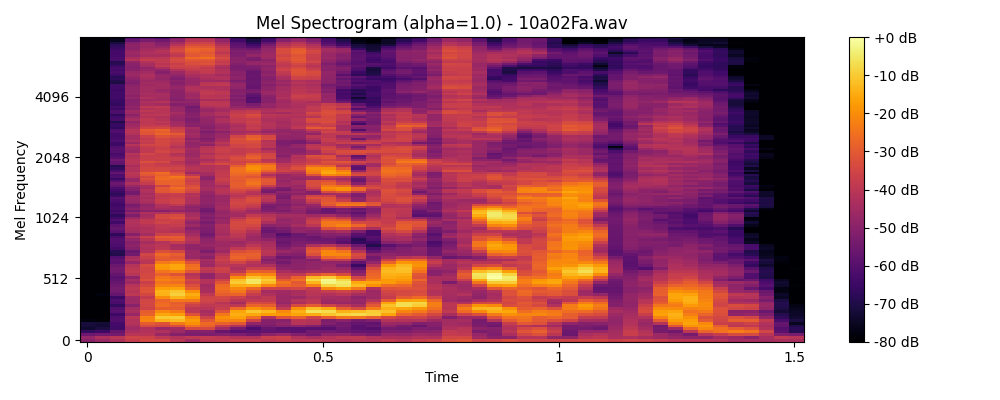 Mel Spectrogram (alpha=1.0) - 10a02Fa.wav
Mel Frequency
4096
2048
1024
512
0
0
0.5
1
1.5
Time
+0 dB
-10 dB
-20 dB
-30 dB
-40 dB
-50 dB
-60 dB
-70 dB
-80 dB